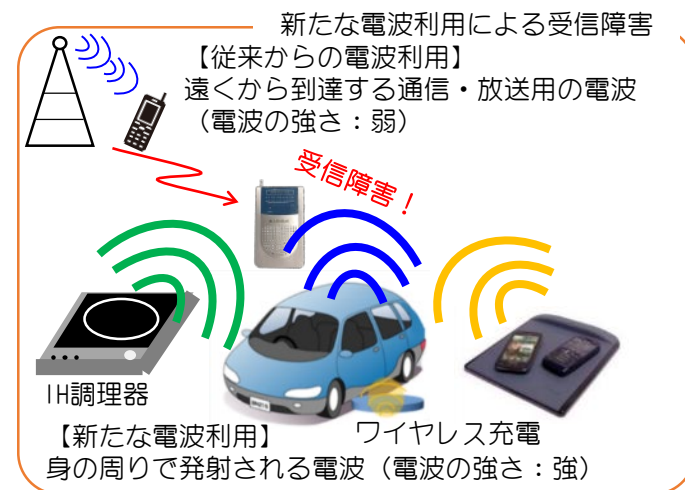 新たな電波利用による受信障害
【従来からの電波利用】
遠くから到達する通信・放送用の電波
（電波の強さ：弱）
受信障害！
IH調理器
ワイヤレス充電
【新たな電波利用】
身の周りで発射される電波（電波の強さ：強）